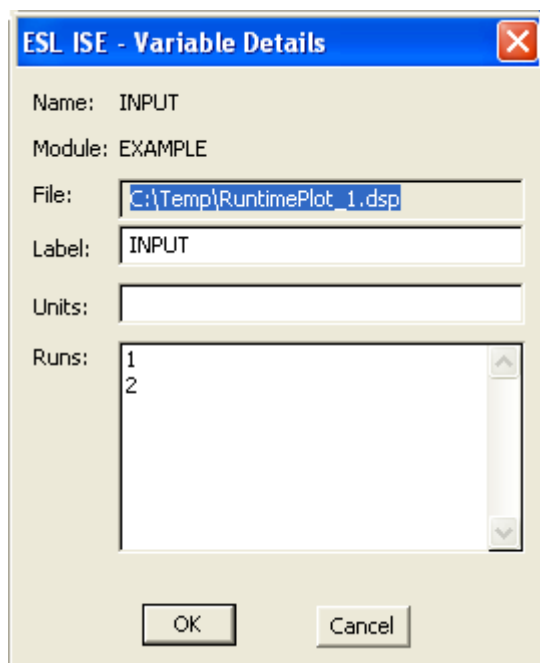 ESL ISE - Variable Details
Name: INPUT
Module: EXAMPLE
File: C:\Temp\RuntimePlot_1.dsp
Label: INPUT
Units:
Runs: 1
2
OK Cancel